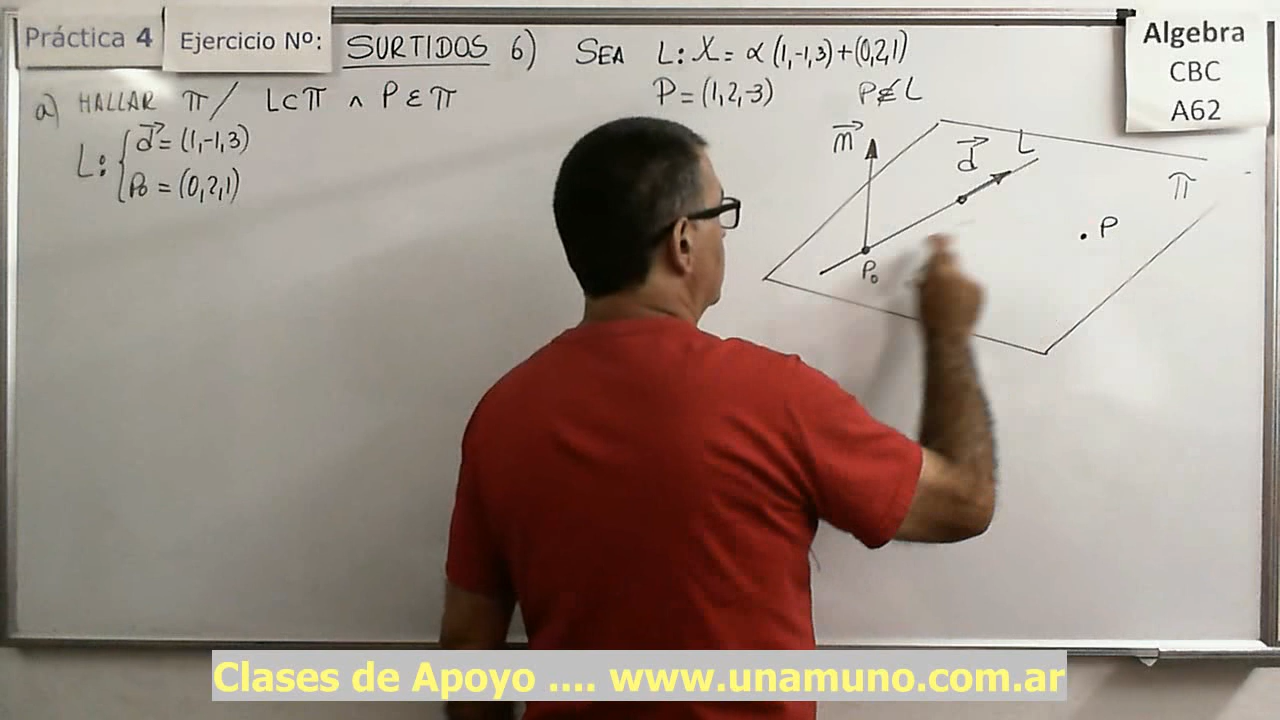 Práctica 4 Ejercicio Nº: SURTIDOS 6) SEA L: X = α (1,-1,3)+(0,2,1)
Algebra
CBC
A62
a) HALLAR π / L⊂π ∧ P ε π P = (1,2,-3) P∉L
L: { d⃗ = (1,-1,3)
P₀ = (0,2,1)
m⃗
d⃗
L
π
P
P₀
Clases de Apoyo .... www.unamuno.com.ar